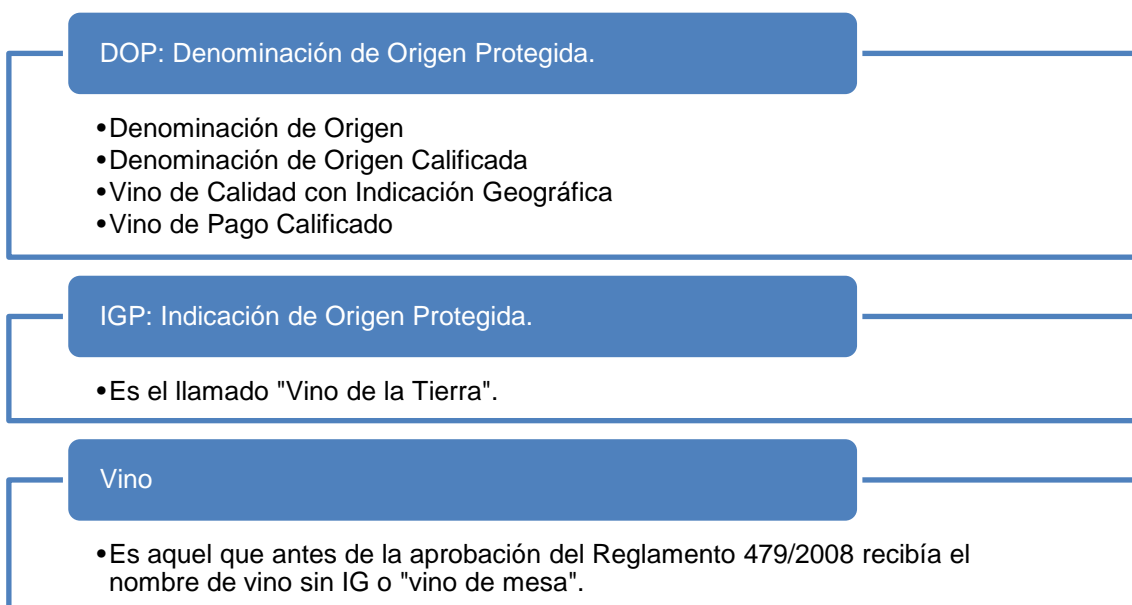 DOP: Denominación de Origen Protegida.
•Denominación de Origen
•Denominación de Origen Calificada
•Vino de Calidad con Indicación Geográfica
•Vino de Pago Calificado
IGP: Indicación de Origen Protegida.
•Es el llamado "Vino de la Tierra".
Vino
•Es aquel que antes de la aprobación del Reglamento 479/2008 recibía el
nombre de vino sin IG o "vino de mesa".